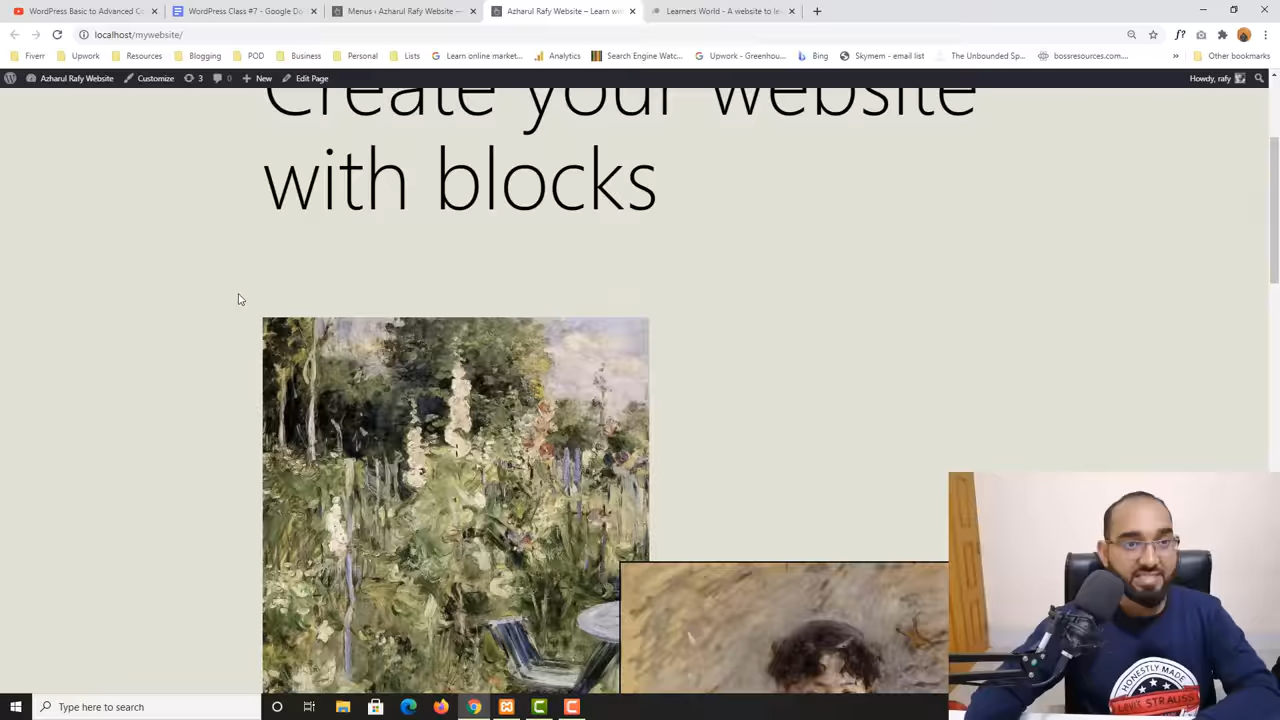 WordPress Basic to Advanced Co
WordPress Class #7 - Google Do
Menus ‹ Azharul Rafy Website —
Azharul Rafy Website – Learn wi
Learners World - A website to le
localhost/mywebsite/
Fiverr
Upwork
Resources
Blogging
POD
Business
Personal
Lists
Learn online market...
Analytics
Search Engine Watc...
Upwork - Greenhou...
Bing
Skymem - email list
The Unbounded Sp...
bossresources.com...
Other bookmarks
Azharul Rafy Website
Customize
3
0
New
Edit Page
Howdy, rafy
Create your website
with blocks
HONESTLY MADE
LEVI'S STRAUSS
Type here to search